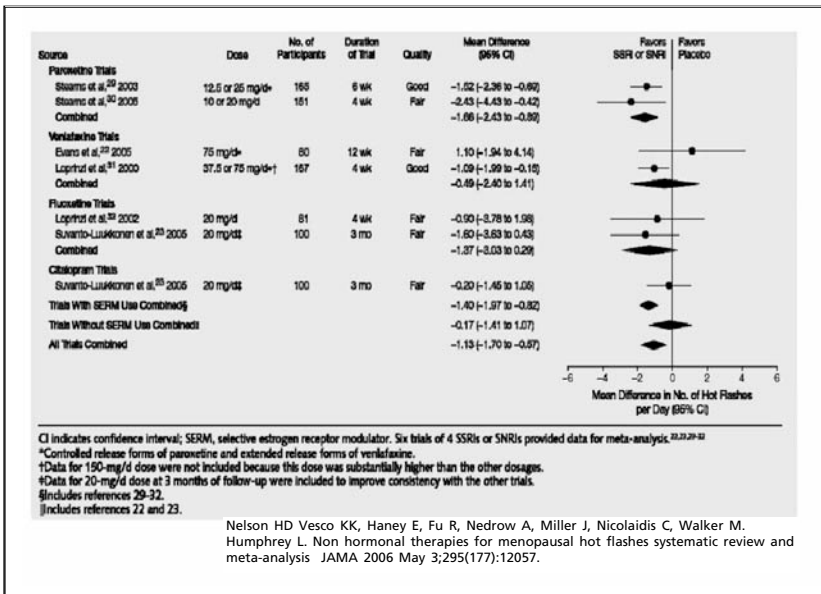 No. of Duration Mean Difference Favors Favors
Source Dose Participants of Trial Quality (95% CI) SSRI or SNRI Placebo
Paroxetine Trials
Stearns et al,29 2003 12.5 or 25 mg/d* 165 6 wk Good −1.52 (−2.36 to −0.69)
Stearns et al,30 2005 10 or 20 mg/d 151 4 wk Fair −2.43 (−4.43 to −0.42)
Combined −1.66 (−2.43 to −0.89)
Venlafaxine Trials
Evans et al,22 2005 75 mg/d* 80 12 wk Fair 1.10 (−1.94 to 4.14)
Loprinzi et al,31 2000 37.5 or 75 mg/d*† 167 4 wk Good −1.09 (−1.99 to −0.18)
Combined −0.49 (−2.40 to 1.41)
Fluoxetine Trials
Loprinzi et al, 2002 20 mg/d 81 4 wk Fair −0.90 (−3.78 to 1.98)
Suvanto-Luukkonen et al,23 2005 20 mg/d‡ 100 3 mo Fair −1.60 (−3.63 to 0.43)
Combined −1.37 (−3.03 to 0.29)
Citalopram Trials
Suvanto-Luukkonen et al, 2005 20 mg/d‡ 100 3 mo Fair −0.20 (−1.45 to 1.05)
Trials With SERM Use Combined§ −1.40 (−1.97 to −0.82)
Trials Without SERM Use Combined|| −0.17 (−1.41 to 1.07)
All Trials Combined −1.13 (−1.70 to −0.57)
−6 −4 −2 0 2 4 6
Mean Difference in No. of Hot Flashes
per Day (95% CI)
CI indicates confidence interval; SERM, selective estrogen receptor modulator. Six trials of 4 SSRIs or SNRIs provided data for meta-analysis.22,23,29-32
*Controlled release forms of paroxetine and extended release forms of venlafaxine.
†Data for 150-mg/d dose were not included because this dose was substantially higher than the other dosages.
‡Data for 20-mg/d dose at 3 months of follow-up were included to improve consistency with the other trials.
§Includes references 29-32.
||Includes references 22 and 23.
Nelson HD Vesco KK, Haney E, Fu R, Nedrow A, Miller J, Nicolaidis C, Walker M.
Humphrey L. Non hormonal therapies for menopausal hot flashes systematic review and
meta-analysis JAMA 2006 May 3;295(177):12057.